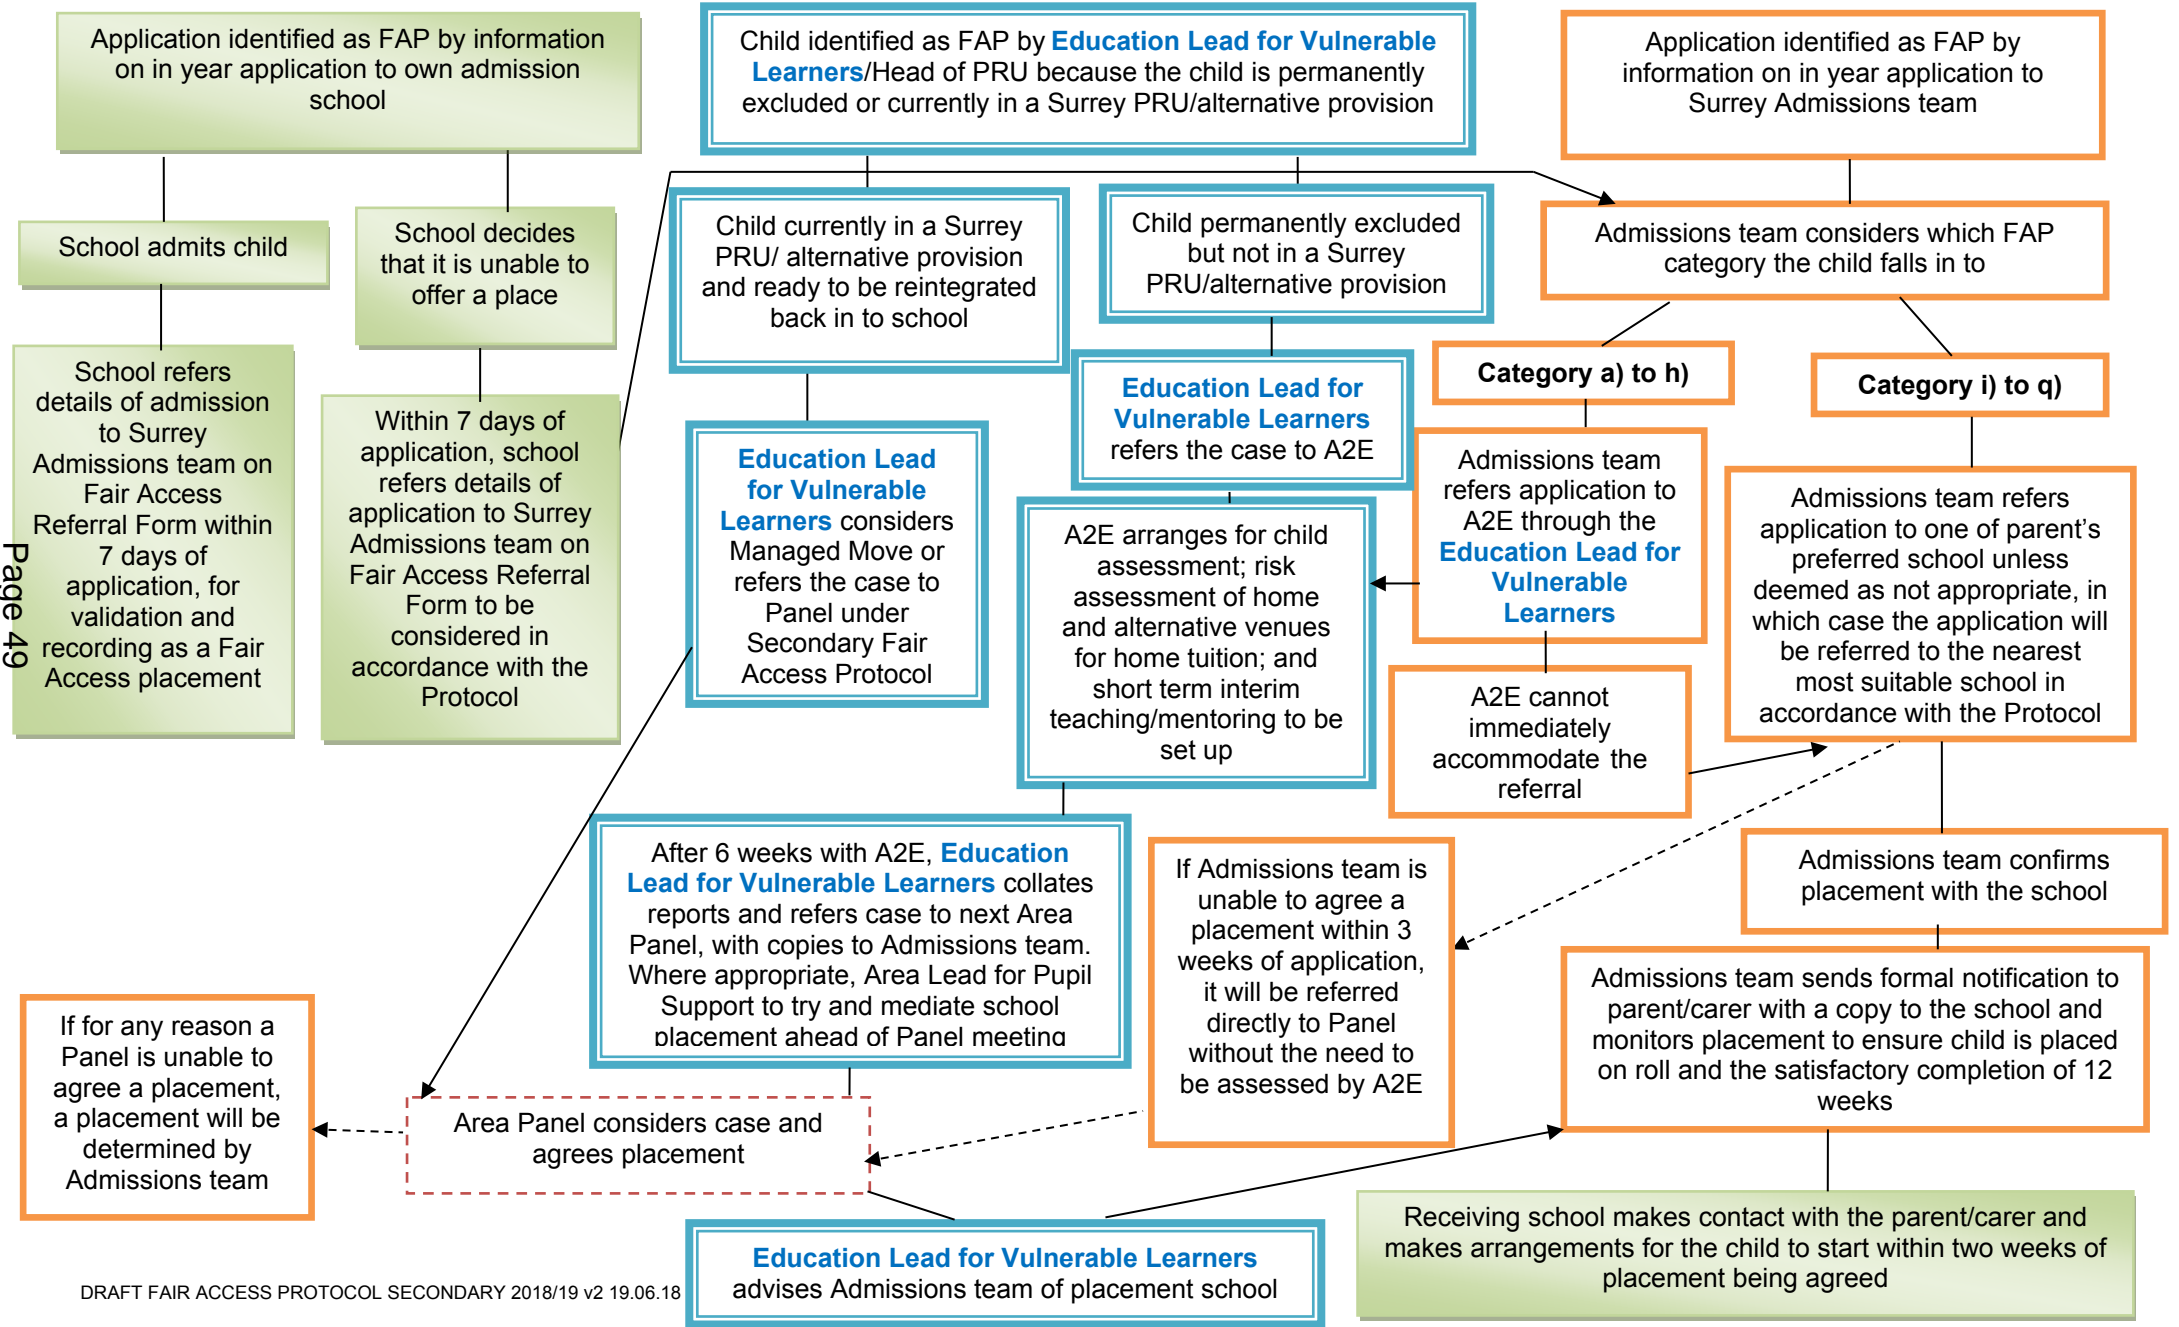 Application identified as FAP by information
on in year application to own admission
school
Child identified as FAP by Education Lead for Vulnerable
Learners/Head of PRU because the child is permanently
excluded or currently in a Surrey PRU/alternative provision
Application identified as FAP by
information on in year application to
Surrey Admissions team
School admits child
School decides
that it is unable to
offer a place
Child currently in a Surrey
PRU/ alternative provision
and ready to be reintegrated
back in to school
Child permanently excluded
but not in a Surrey
PRU/alternative provision
Admissions team considers which FAP
category the child falls in to
School refers
details of admission
to Surrey
Admissions team on
Fair Access
Referral Form within
7 days of
application, for
validation and
recording as a Fair
Access placement
Within 7 days of
application, school
refers details of
application to Surrey
Admissions team on
Fair Access Referral
Form to be
considered in
accordance with the
Protocol
Education Lead
for Vulnerable
Learners considers
Managed Move or
refers the case to
Panel under
Secondary Fair
Access Protocol
Education Lead for
Vulnerable Learners
refers the case to A2E
Category a) to h)
Category i) to q)
A2E arranges for child
assessment; risk
assessment of home
and alternative venues
for home tuition; and
short term interim
teaching/mentoring to be
set up
Admissions team
refers application to
A2E through the
Education Lead for
Vulnerable
Learners
Admissions team refers
application to one of parent's
preferred school unless
deemed as not appropriate, in
which case the application will
be referred to the nearest
most suitable school in
accordance with the Protocol
A2E cannot
immediately
accommodate the
referral
After 6 weeks with A2E, Education
Lead for Vulnerable Learners collates
reports and refers case to next Area
Panel, with copies to Admissions team.
Where appropriate, Area Lead for Pupil
Support to try and mediate school
placement ahead of Panel meeting
If Admissions team is
unable to agree a
placement within 3
weeks of application,
it will be referred
directly to Panel
without the need to
be assessed by A2E
Admissions team confirms
placement with the school
Admissions team sends formal notification to
parent/carer with a copy to the school and
monitors placement to ensure child is placed
on roll and the satisfactory completion of 12
weeks
If for any reason a
Panel is unable to
agree a placement,
a placement will be
determined by
Admissions team
Area Panel considers case and
agrees placement
Education Lead for Vulnerable Learners
advises Admissions team of placement school
Receiving school makes contact with the parent/carer and
makes arrangements for the child to start within two weeks of
placement being agreed
DRAFT FAIR ACCESS PROTOCOL SECONDARY 2018/19 v2 19.06.18
Page 49